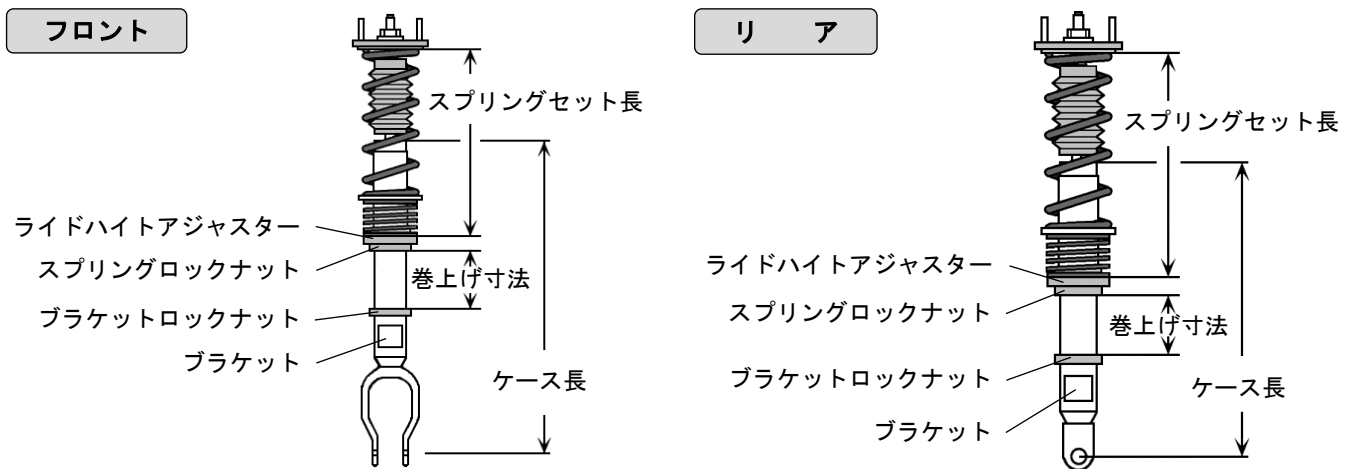 フロント
スプリングセット長
ライドハイトアジャスター
スプリングロックナット
巻上げ寸法
ブラケットロックナット
ブラケット
ケース長
リ　ア
スプリングセット長
ライドハイトアジャスター
スプリングロックナット
巻上げ寸法
ブラケットロックナット
ケース長
ブラケット